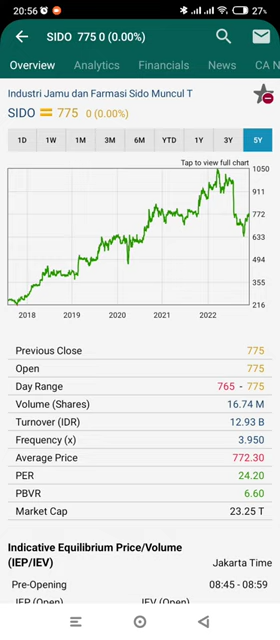 20:56
27%
SIDO 775 0 (0.00%)
Overview Analytics Financials News CA N
Industri Jamu dan Farmasi Sido Muncul T
SIDO = 775 0 (0.00%)
1D 1W 1M 3M 6M YTD 1Y 3Y 5Y
Tap to view full chart
1050
911
772
633
494
355
216
2018 2019 2020 2021 2022
Previous Close 775
Open 775
Day Range 765 - 775
Volume (Shares) 16.74 M
Turnover (IDR) 12.93 B
Frequency (x) 3.950
Average Price 772.30
PER 24.20
PBVR 6.60
Market Cap 23.25 T
Indicative Equilibrium Price/Volume
(IEP/IEV) Jakarta Time
Pre-Opening 08:45 - 08:59
IEP (Open) IEV (Open)